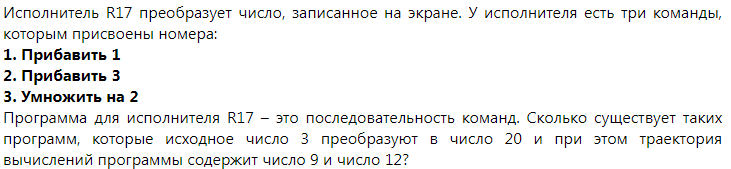 Исполнитель R17 преобразует число, записанное на экране. У исполнителя есть три команды,
которым присвоены номера:
1. Прибавить 1
2. Прибавить 3
3. Умножить на 2
Программа для исполнителя R17 – это последовательность команд. Сколько существует таких
программ, которые исходное число 3 преобразуют в число 20 и при этом траектория
вычислений программы содержит число 9 и число 12?